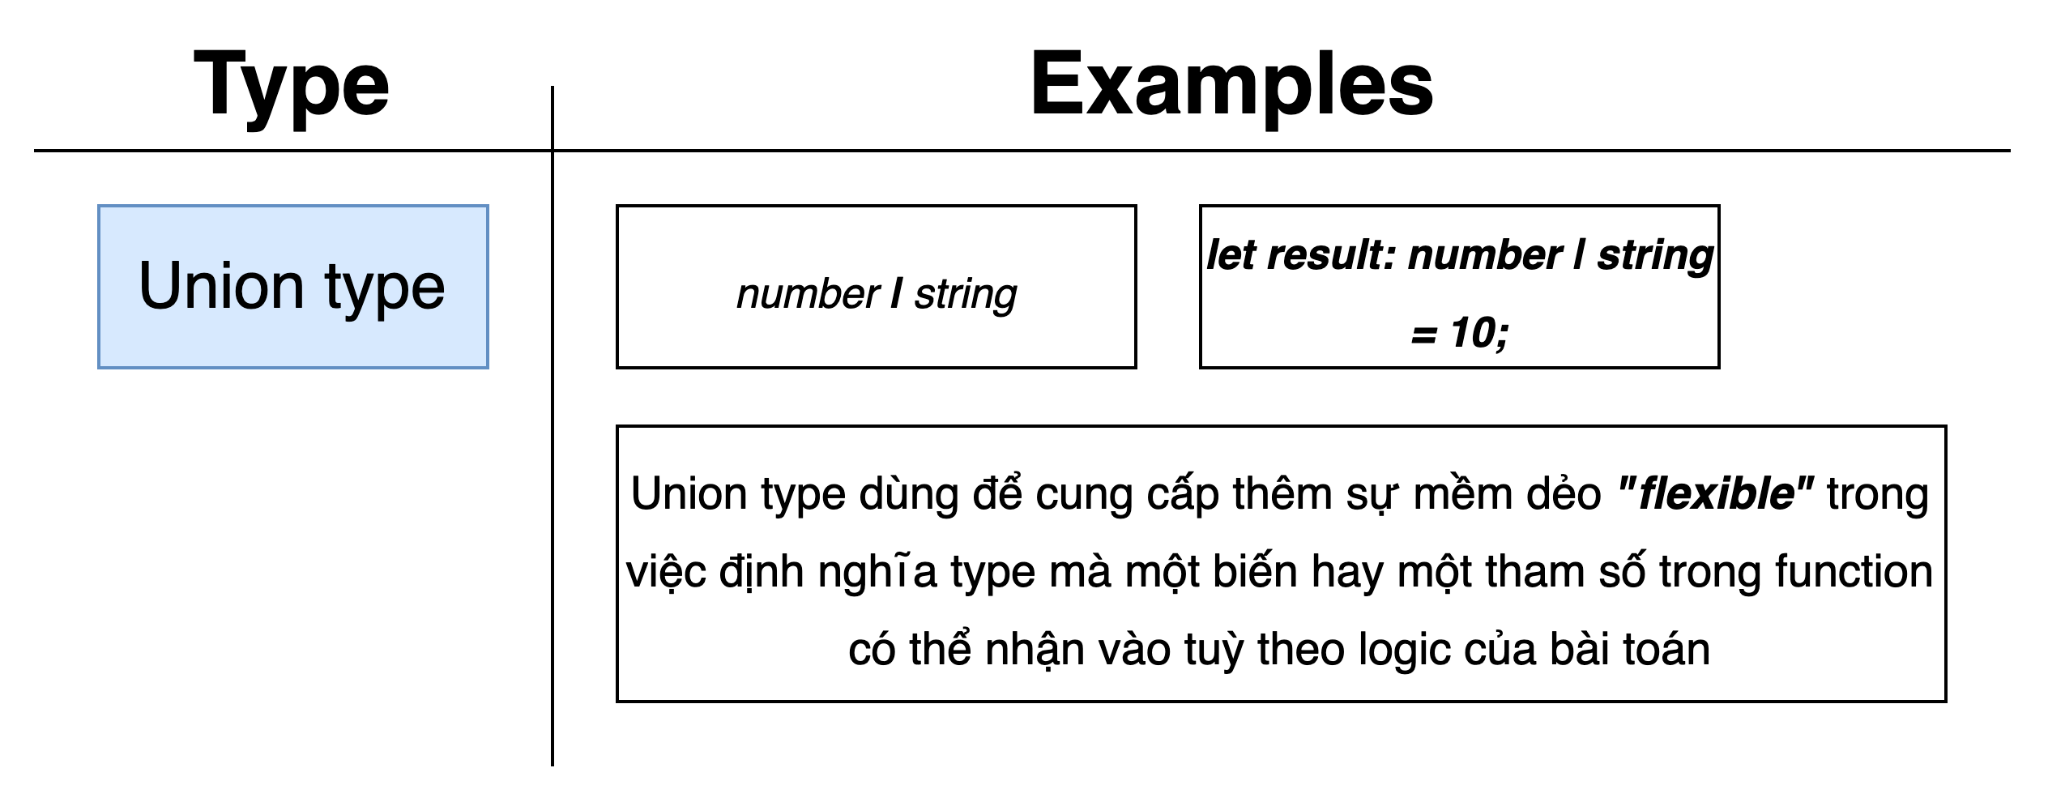 Type
Examples
Union type
number | string
let result: number | string
= 10;
Union type dùng để cung cấp thêm sự mềm dẻo "flexible" trong
việc định nghĩa type mà một biến hay một tham số trong function
có thể nhận vào tuỳ theo logic của bài toán